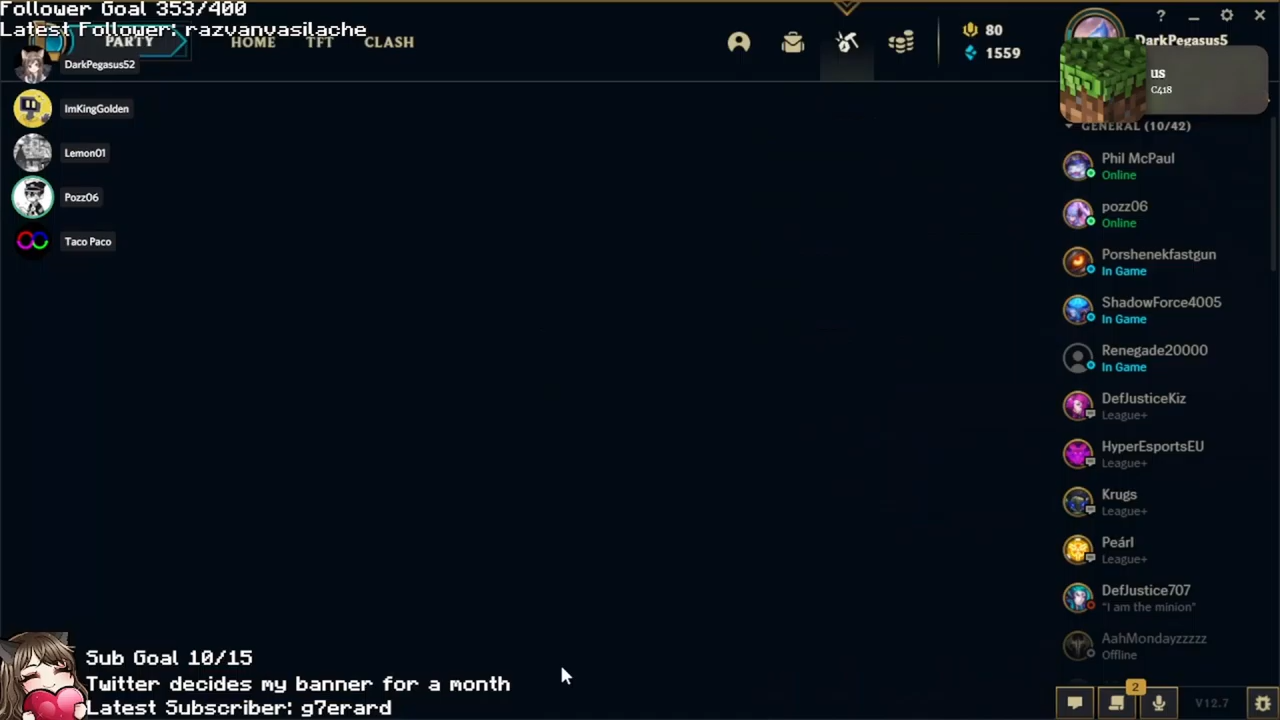 Follower Goal 353/400
Latest Follower: razvanvasilache
PARTY
HOME
TFT
CLASH
80
1559
?
DarkPegasus5
us
C418
GENERAL (10/42)
DarkPegasus52
ImKingGolden
Lemon01
Pozz06
Taco Paco
Phil McPaul
Online
pozz06
Online
Porshenekfastgun
In Game
ShadowForce4005
In Game
Renegade20000
In Game
DefJusticeKiz
League+
HyperEsportsEU
League+
Krugs
League+
Peárl
League+
DefJustice707
"I am the minion"
AahMondayzzzzz
Offline
Sub Goal 10/15
Twitter decides my banner for a month
Latest Subscriber: g7erard
2
V12.7